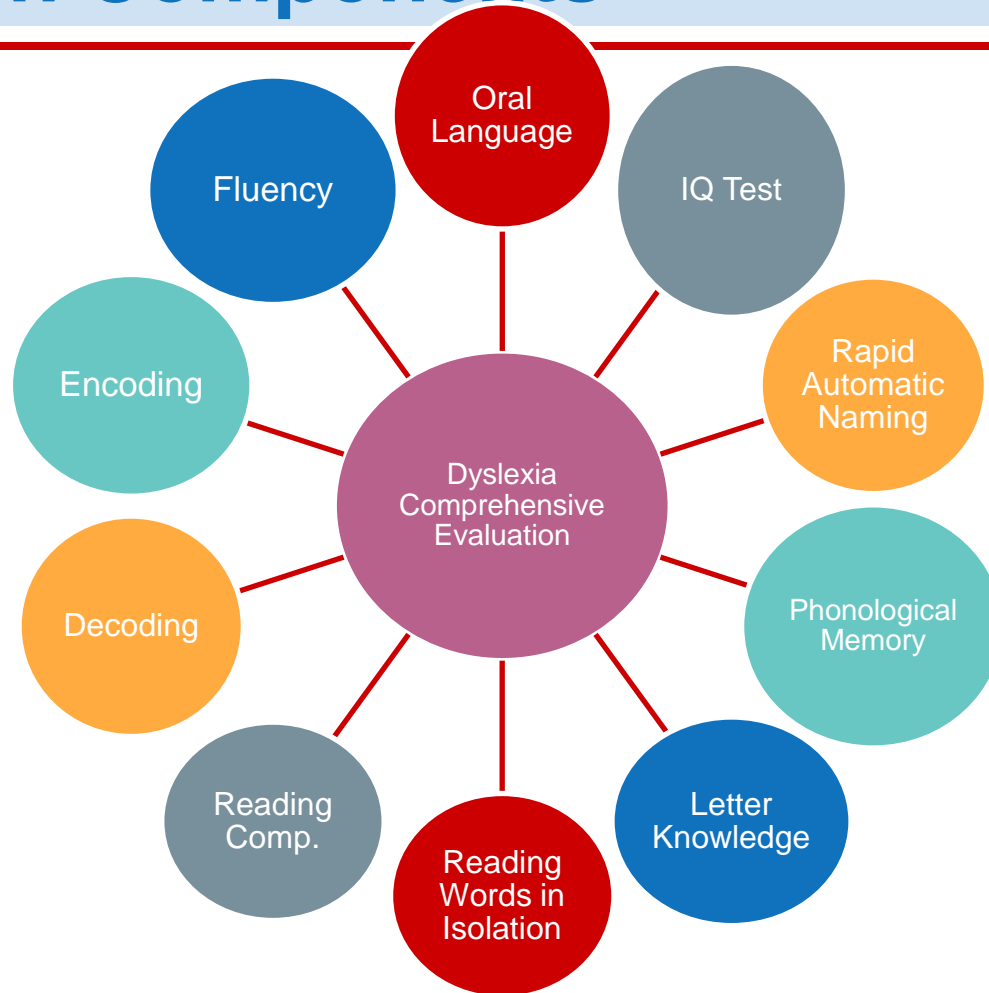 Components
Oral
Language
IQ Test
Rapid
Automatic
Naming
Phonological
Memory
Letter
Knowledge
Reading
Words in
Isolation
Reading
Comp.
Decoding
Encoding
Fluency
Dyslexia
Comprehensive
Evaluation